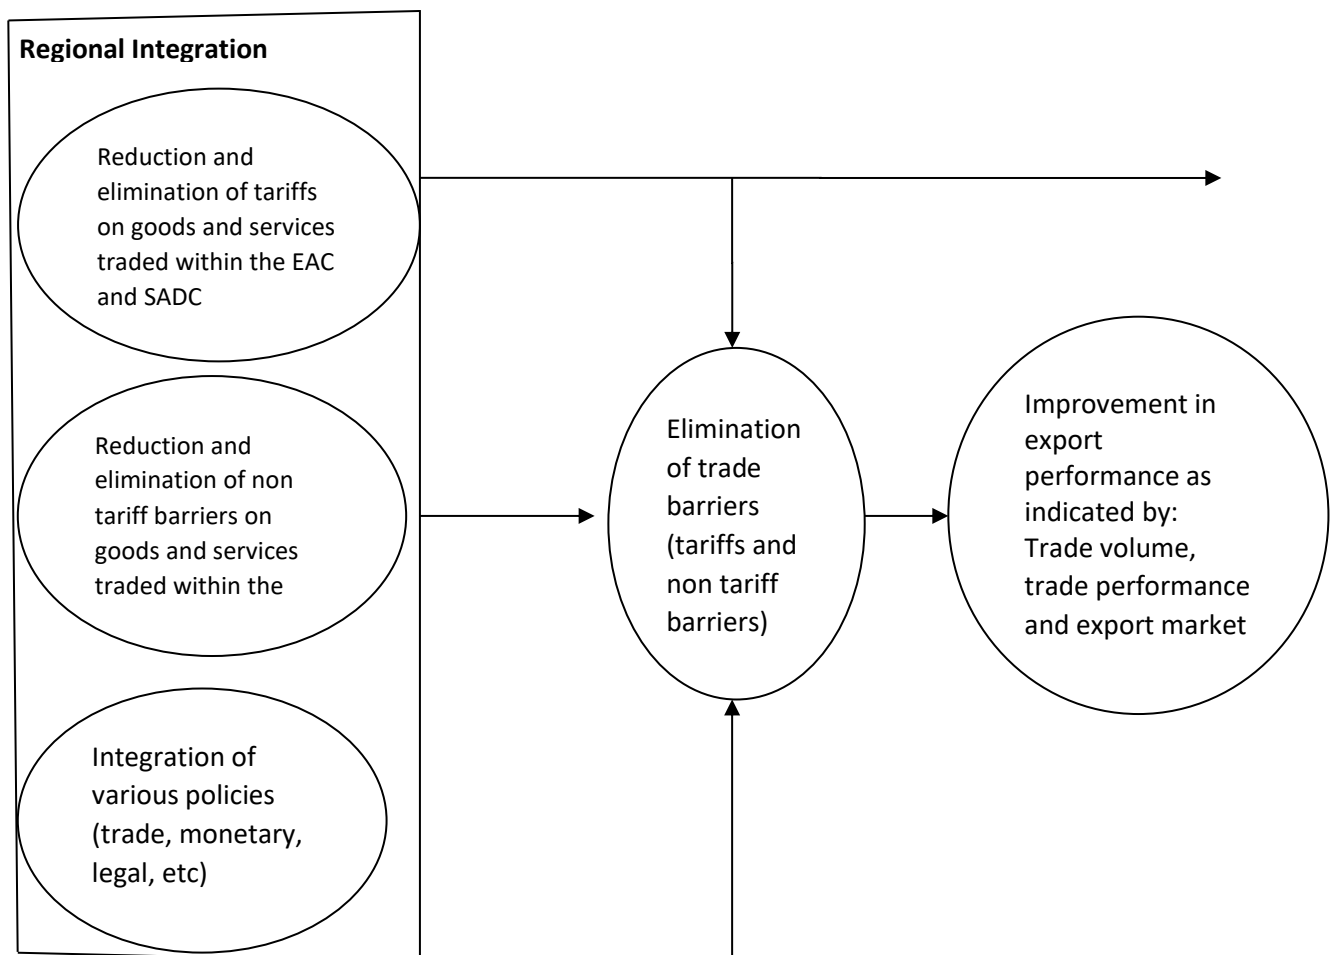 Regional Integration
Reduction and
elimination of tariffs
on goods and services
traded within the EAC
and SADC
Reduction and
elimination of non
tariff barriers on
goods and services
traded within the
Integration of
various policies
(trade, monetary,
legal, etc)
Elimination
of trade
barriers
(tariffs and
non tariff
barriers)
Improvement in
export
performance as
indicated by:
Trade volume,
trade performance
and export market